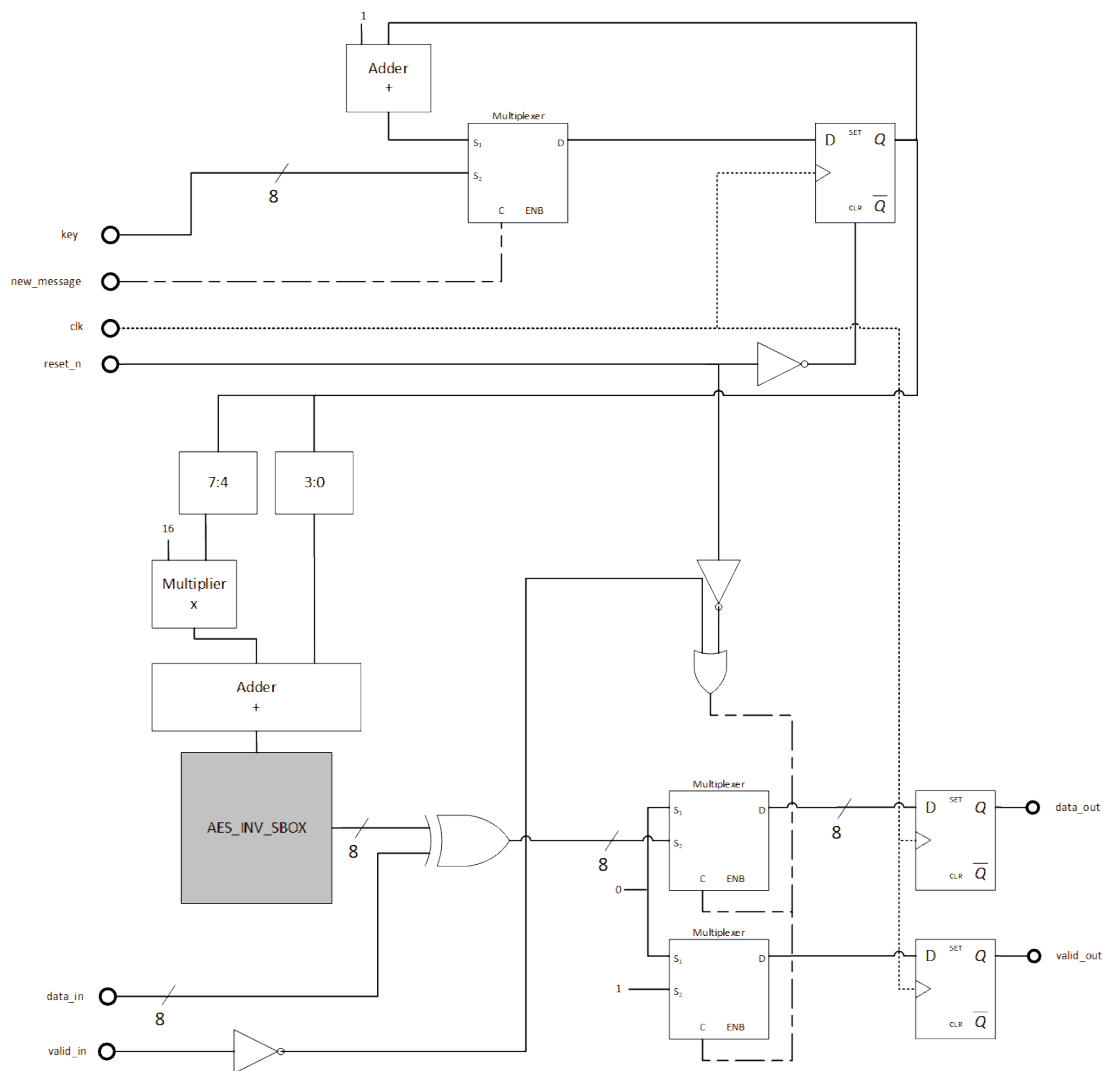 1
Adder
+
Multiplexer
S1
D
S2
C ENB
8
D SET Q
CLR Q
key
new_message
clk
reset_n
7:4
3:0
16
Multiplier
x
Adder
+
AES_INV_SBOX
8
Multiplexer
S1
D
S2
C ENB
8
0
8
D SET Q
CLR Q
data_out
Multiplexer
S1
D
S2
C ENB
1
D SET Q
CLR Q
valid_out
data_in
8
valid_in